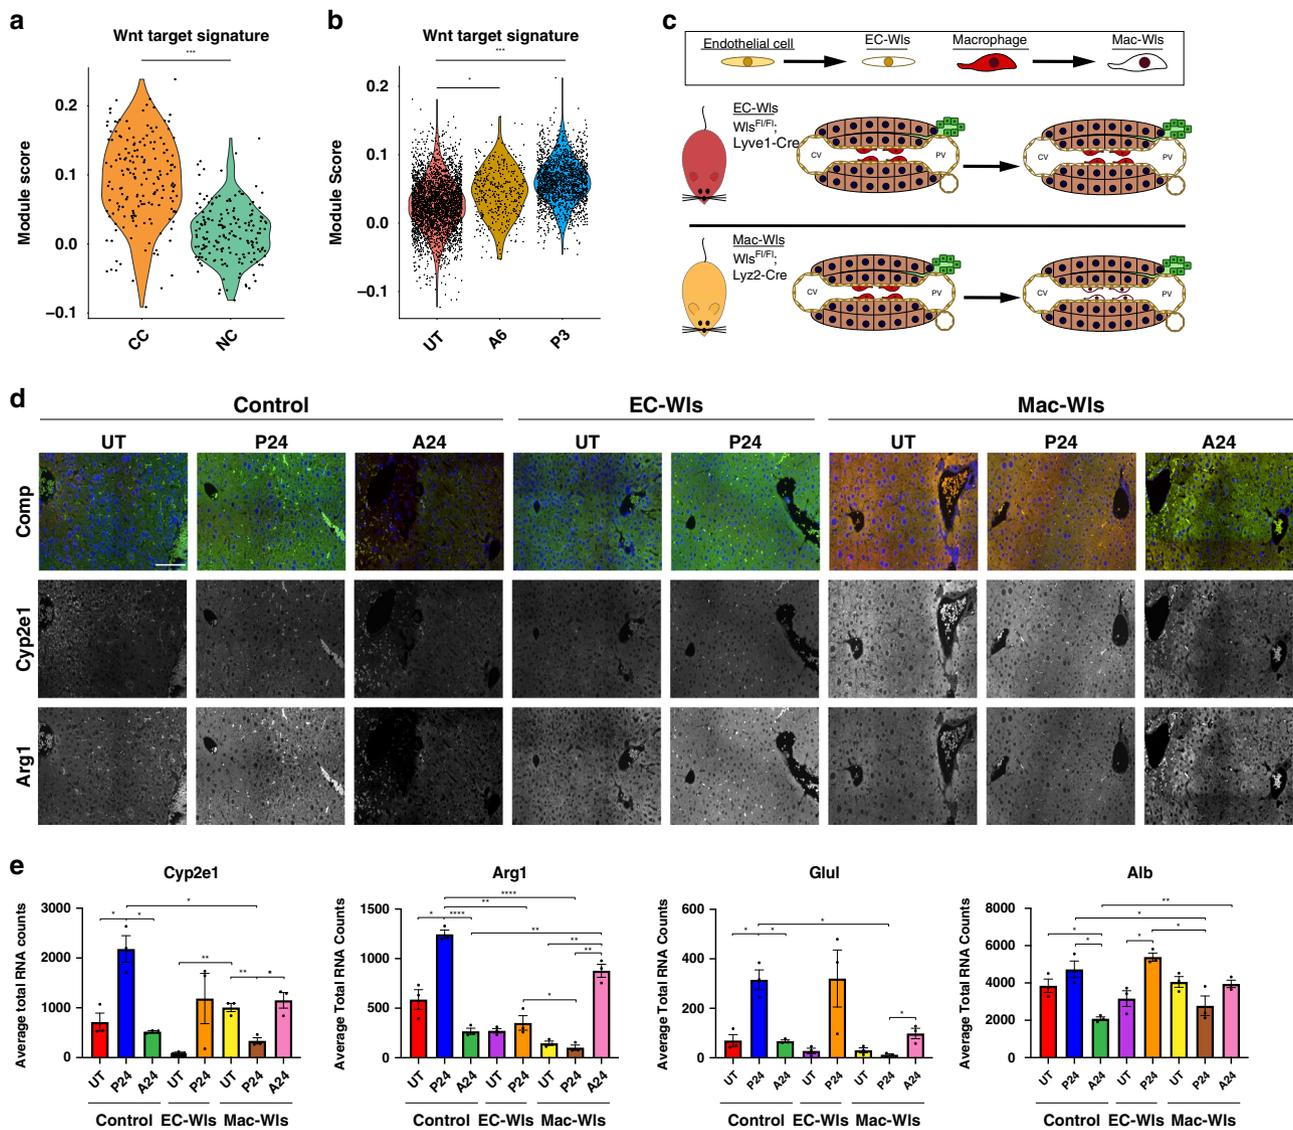 a
Wnt target signature
***
Module Score
0.2
0.1
0.0
–0.1
CC
NC
b
Wnt target signature
***
*
Module Score
0.2
0.1
0.0
–0.1
UT
A6
P3
c
Endothelial cell
EC-Wls
Macrophage
Mac-Wls
EC-Wls
WlsFl/Fl;
Lyve1-Cre
CV
PV
CV
PV
Mac-Wls
WlsFl/Fl;
Lyz2-Cre
CV
PV
CV
PV
d
Control
EC-Wls
Mac-Wls
UT
P24
A24
UT
P24
UT
P24
A24
Comp
Cyp2e1
Arg1
e
Cyp2e1
Average Total RNA counts
3000
2000
1000
0
*
* *
**
** *
UT P24 A24 UT P24 UT P24 A24
Control EC-Wls Mac-Wls
Arg1
Average Total RNA Counts
1500
1000
500
0
****
**
* ****
**
**
**
*
UT P24 A24 UT P24 UT P24 A24
Control EC-Wls Mac-Wls
Glul
Average Total RNA Counts
600
400
200
0
*
* *
*
UT P24 A24 UT P24 UT P24 A24
Control EC-Wls Mac-Wls
Alb
Average Total RNA Counts
8000
6000
4000
2000
0
**
*
*
*
*
*
UT P24 A24 UT P24 UT P24 A24
Control EC-Wls Mac-Wls